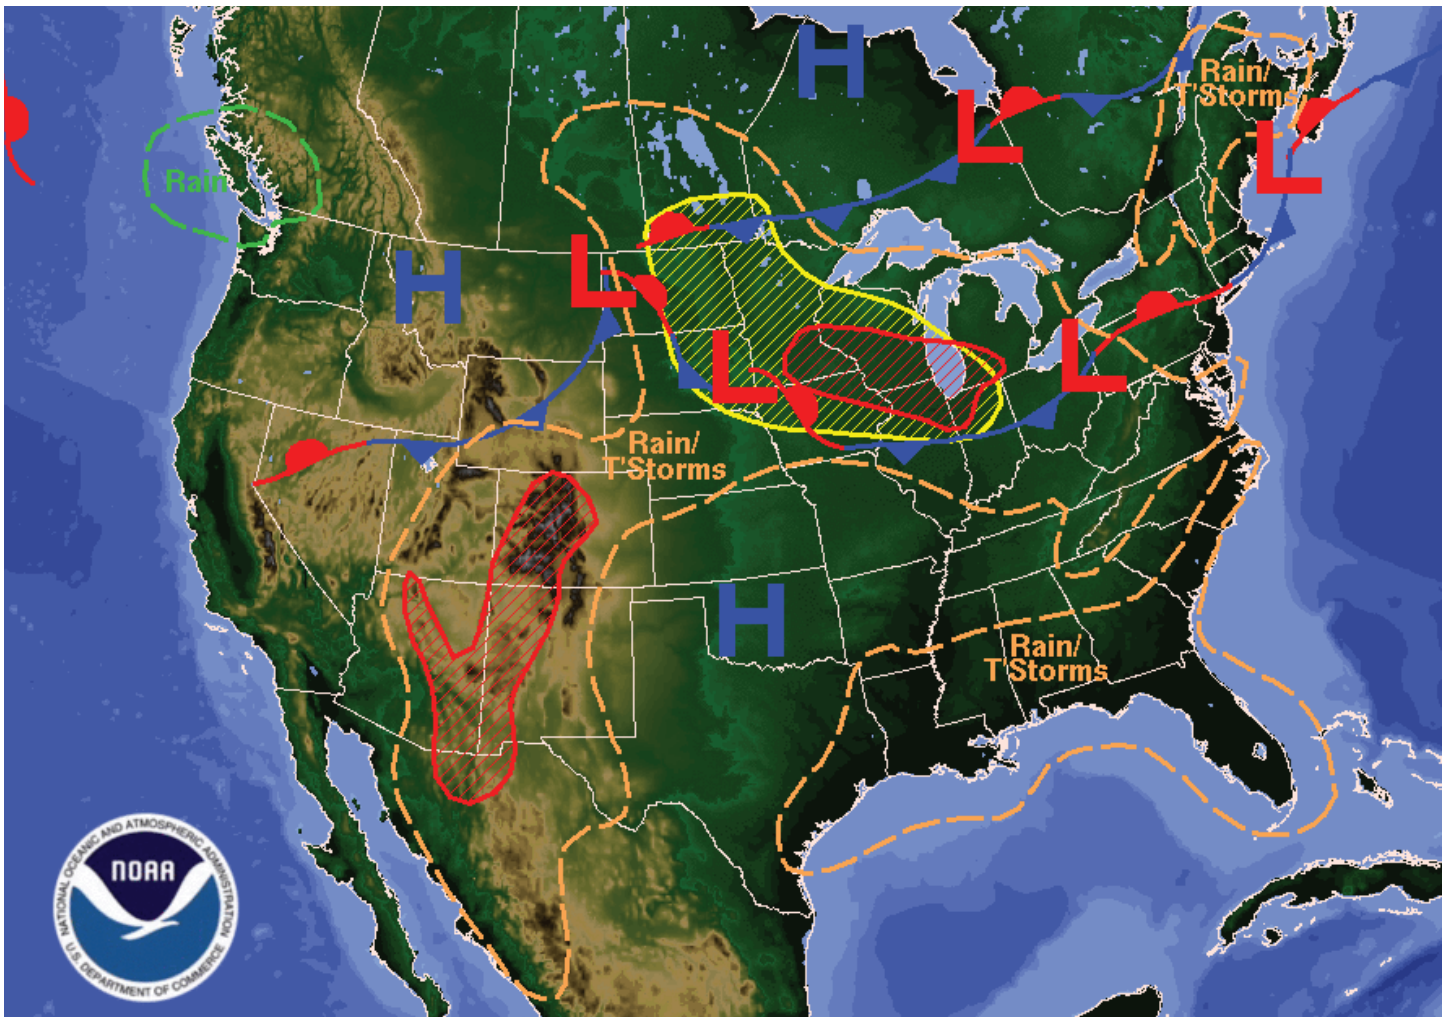 H
Rain/
T'Storms
L
L
Rain
H
L
L
L
Rain/
T'Storms
H
Rain/
T'Storms
NATIONAL OCEANIC AND ATMOSPHERIC ADMINISTRATION
NOAA
U.S. DEPARTMENT OF COMMERCE